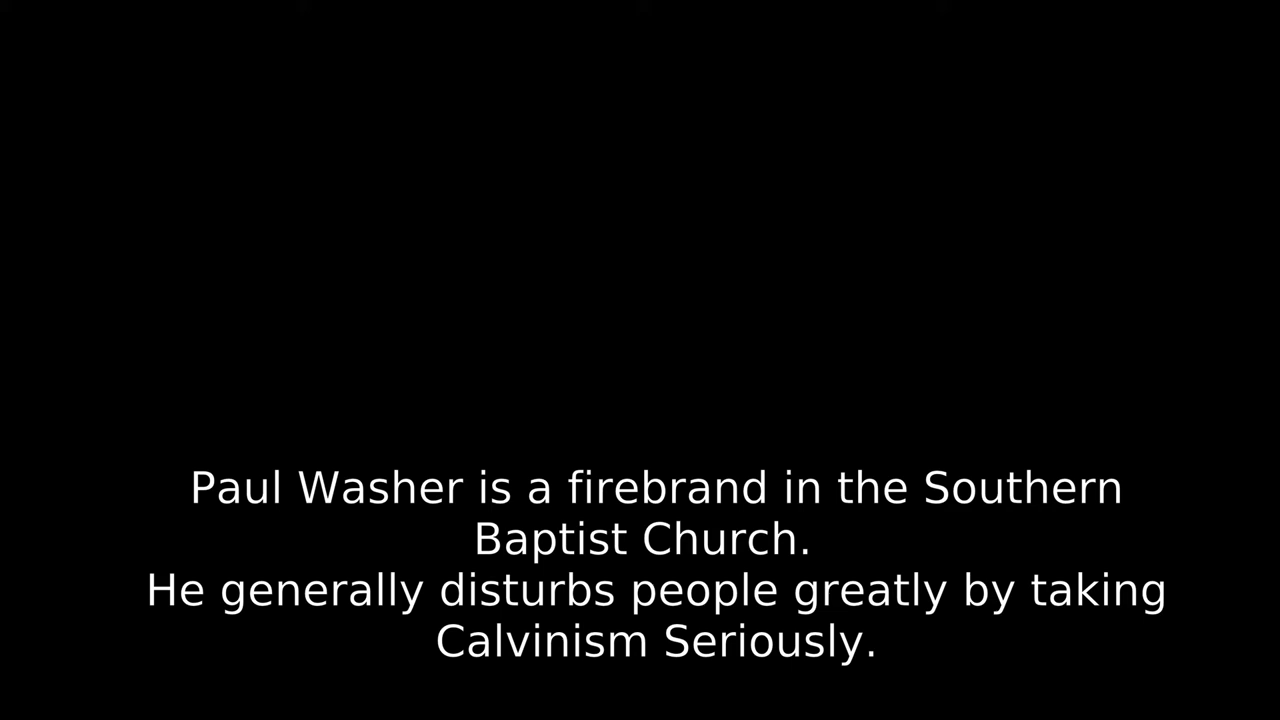 Paul Washer is a firebrand in the Southern
Baptist Church.
He generally disturbs people greatly by taking
Calvinism Seriously.